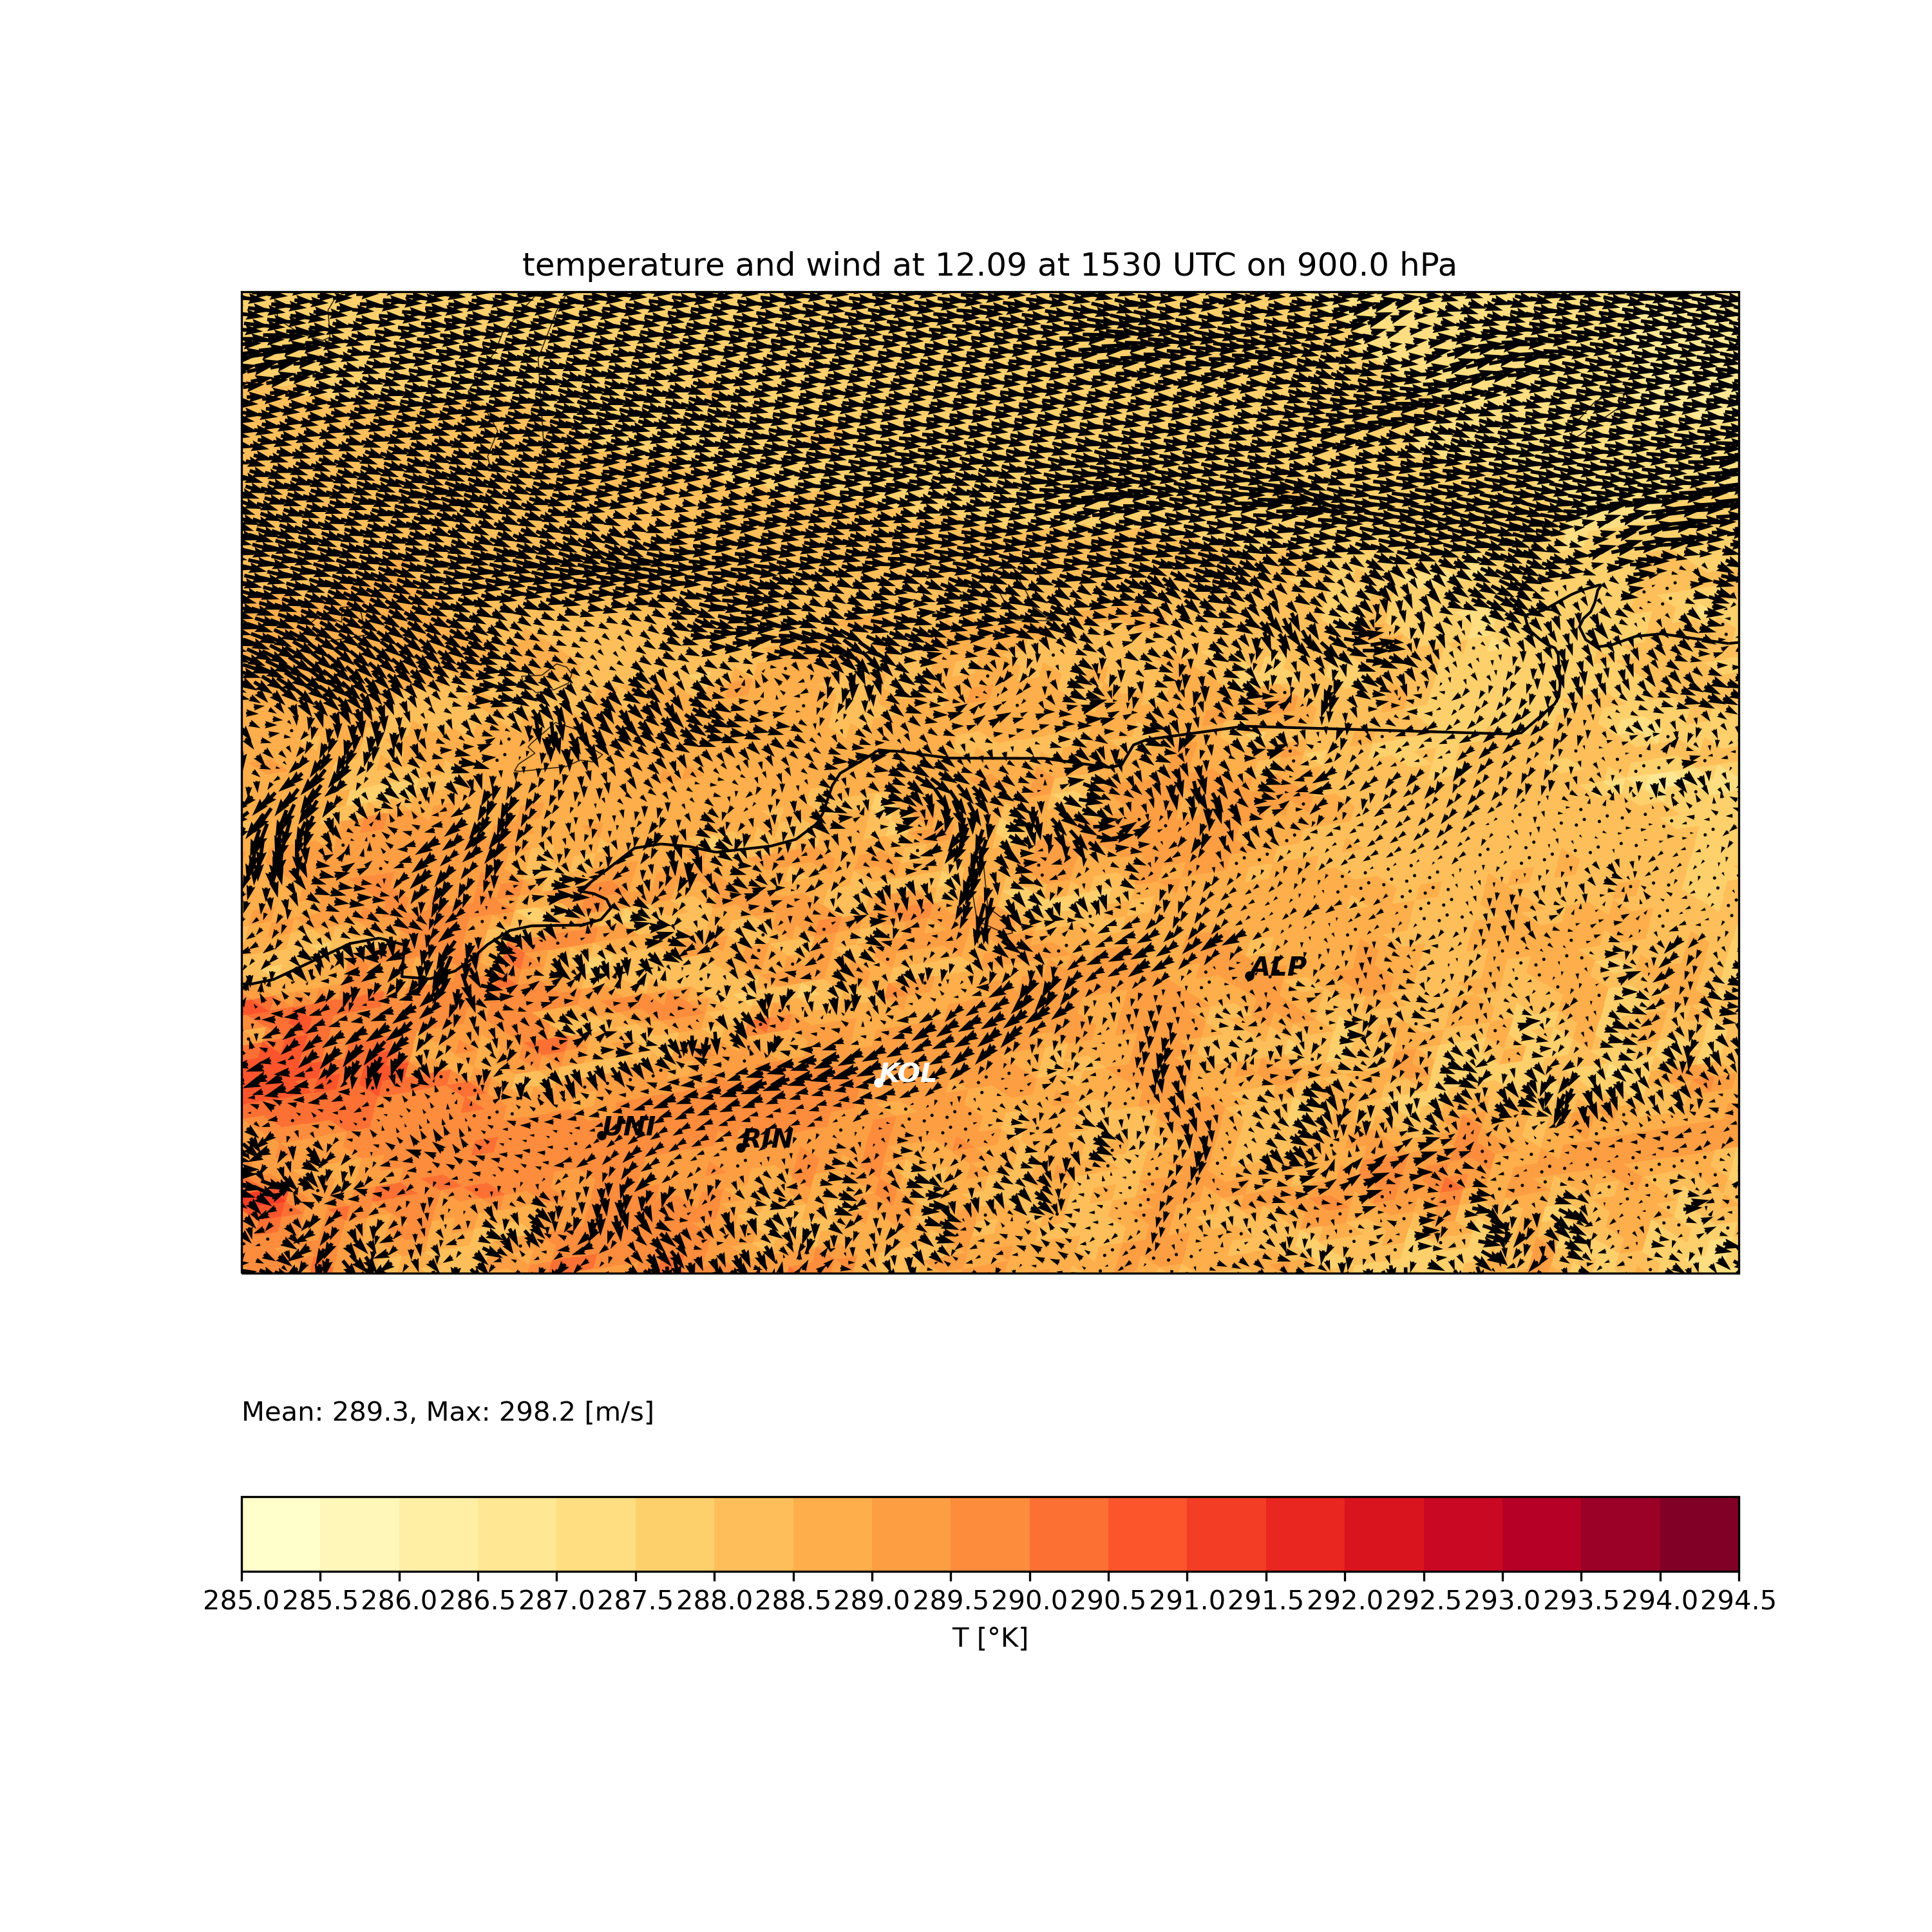 temperature and wind at 12.09 at 1530 UTC on 900.0 hPa
ALP
KOL
UNI
RIN
Mean: 289.3, Max: 298.2 [m/s]
285.0 285.5 286.0 286.5 287.0 287.5 288.0 288.5 289.0 289.5 290.0 290.5 291.0 291.5 292.0 292.5 293.0 293.5 294.0 294.5
T [°K]